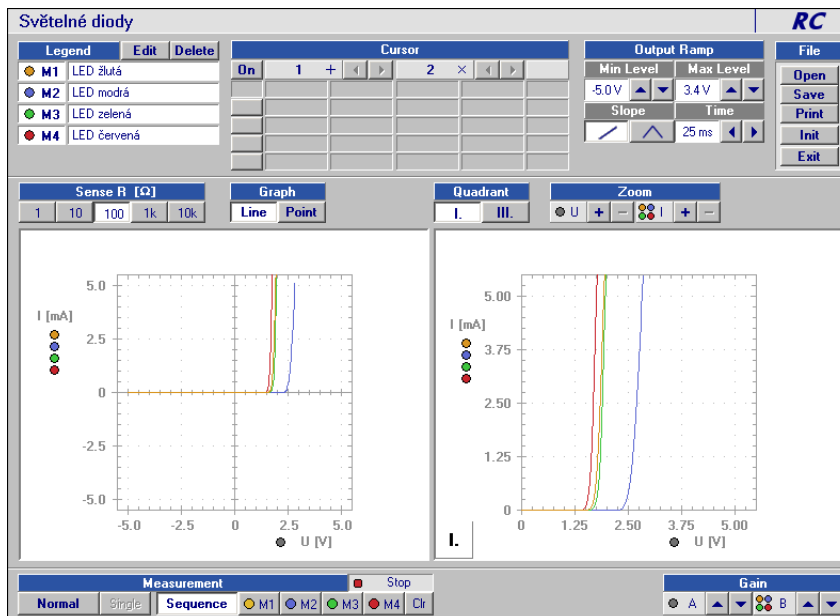 Světelné diody
RC
Legend Edit Delete
M1 LED žlutá
M2 LED modrá
M3 LED zelená
M4 LED červená
Cursor
On 1 + 2 ×
Output Ramp
Min Level Max Level
-5.0 V 3.4 V
Slope Time
25 ms
File
Open
Save
Print
Init
Exit
Sense R [Ω]
1 10 100 1k 10k
Graph
Line Point
Quadrant
I. III.
Zoom
U + − I + −
I [mA]
5.0
2.5
0
-2.5
-5.0
-5.0 -2.5 0 2.5 5.0
U [V]
I [mA]
5.00
3.75
2.50
1.25
0
0 1.25 2.50 3.75 5.00
U [V]
I.
Measurement
Stop
Normal Single Sequence M1 M2 M3 M4 Clr
Gain
A B